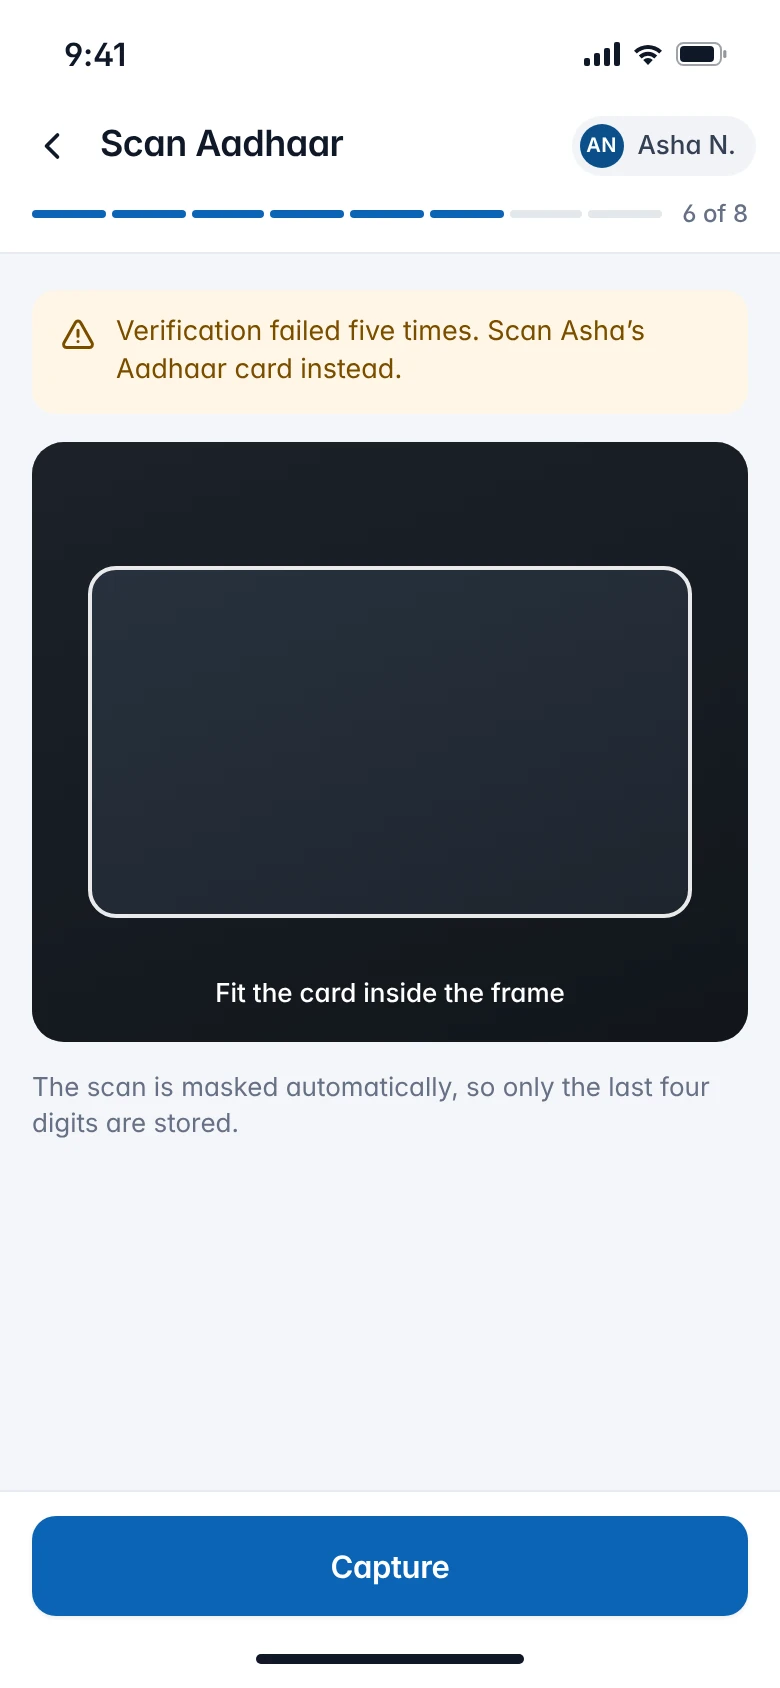 9:41
Scan Aadhaar
AN Asha N.
6 of 8
Verification failed five times. Scan Asha’s
Aadhaar card instead.
Fit the card inside the frame
The scan is masked automatically, so only the last four
digits are stored.
Capture